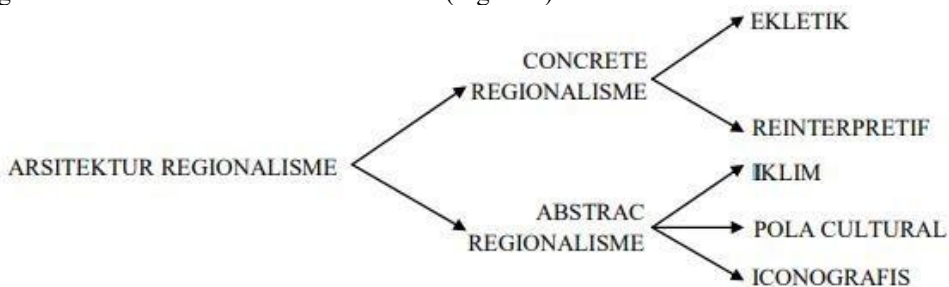 EKLETIK
CONCRETE
REGIONALISME
REINTERPRETIF
ARSITEKTUR REGIONALISME
IKLIM
ABSTRAC
REGIONALISME
POLA CULTURAL
ICONOGRAFIS